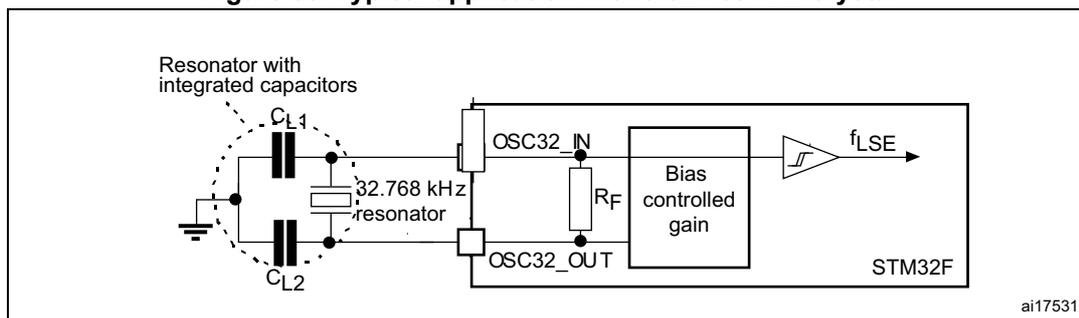 Resonator with
integrated capacitors
CL1
OSC32_IN
fLSE
32.768 kHz
resonator
RF
Bias
controlled
gain
OSC32_OUT
STM32F
CL2
ai17531